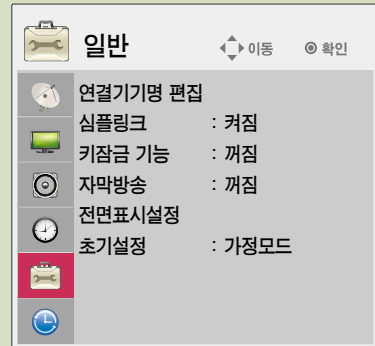 일반 이동 확인
연결기기명 편집
심플링크 : 켜짐
키잠금 기능 : 꺼짐
자막방송 : 꺼짐
전면표시설정
초기설정 : 가정모드